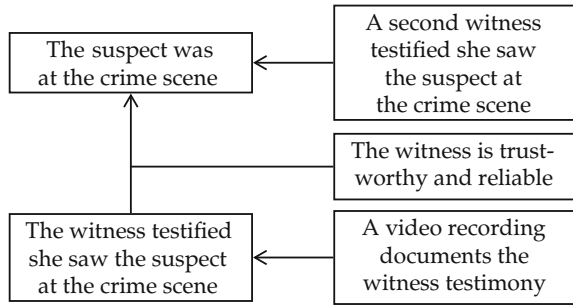 The suspect was
at the crime scene
A second witness
testified she saw
the suspect at
the crime scene
The witness is trust-
worthy and reliable
The witness testified
she saw the suspect
at the crime scene
A video recording
documents the
witness testimony